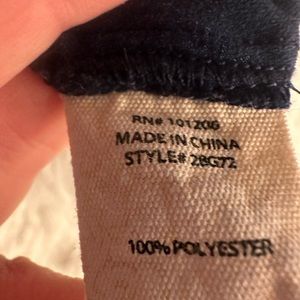 RN# 101206
MADE IN CHINA
STYLE# 28G72
100% POLYESTER